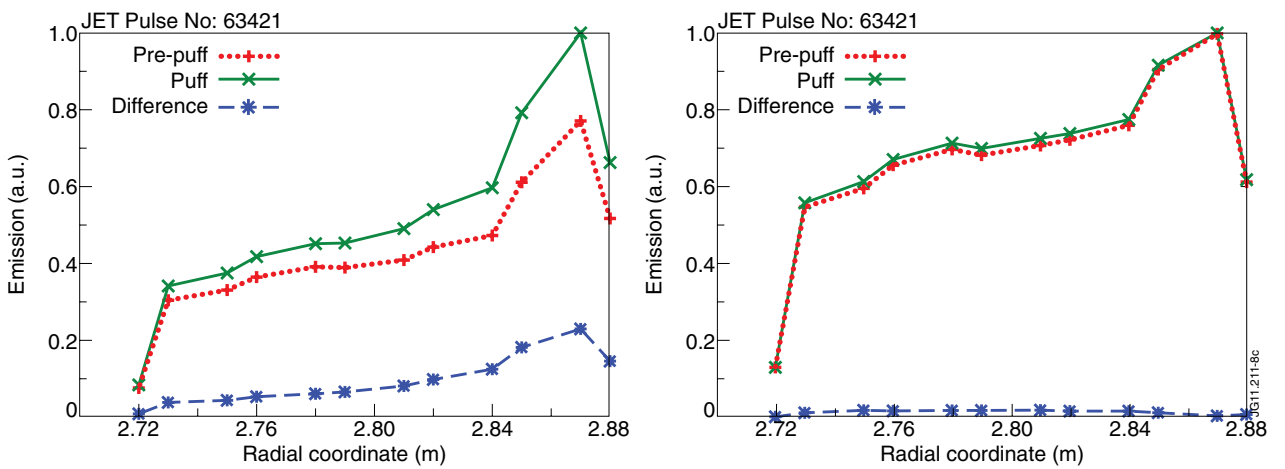 JET Pulse No: 63421
Pre-puff
Puff
Difference
1.0
0.8
0.6
0.4
0.2
0
Emission (a.u.)
2.72
2.76
2.80
2.84
2.88
Radial coordinate (m)
JET Pulse No: 63421
Pre-puff
Puff
Difference
1.0
0.8
0.6
0.4
0.2
0
Emission (a.u.)
2.72
2.76
2.80
2.84
2.88
Radial coordinate (m)
JG11.211-8c